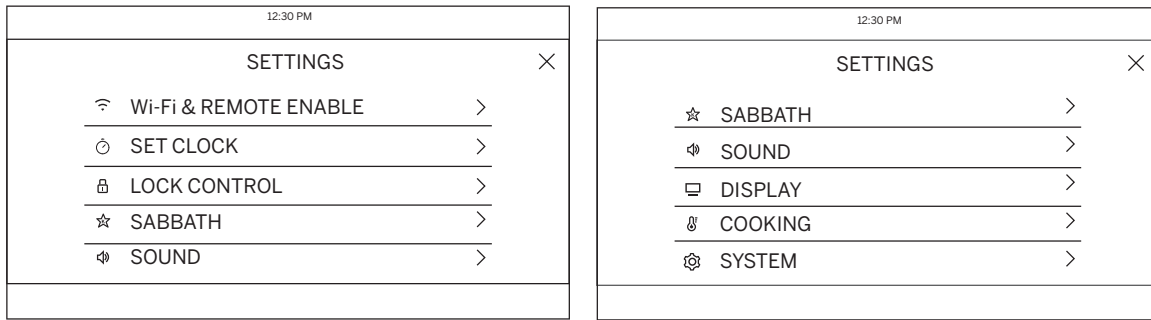 12:30 PM
SETTINGS
Wi-Fi & REMOTE ENABLE
SET CLOCK
LOCK CONTROL
SABBATH
SOUND
12:30 PM
SETTINGS
SABBATH
SOUND
DISPLAY
COOKING
SYSTEM